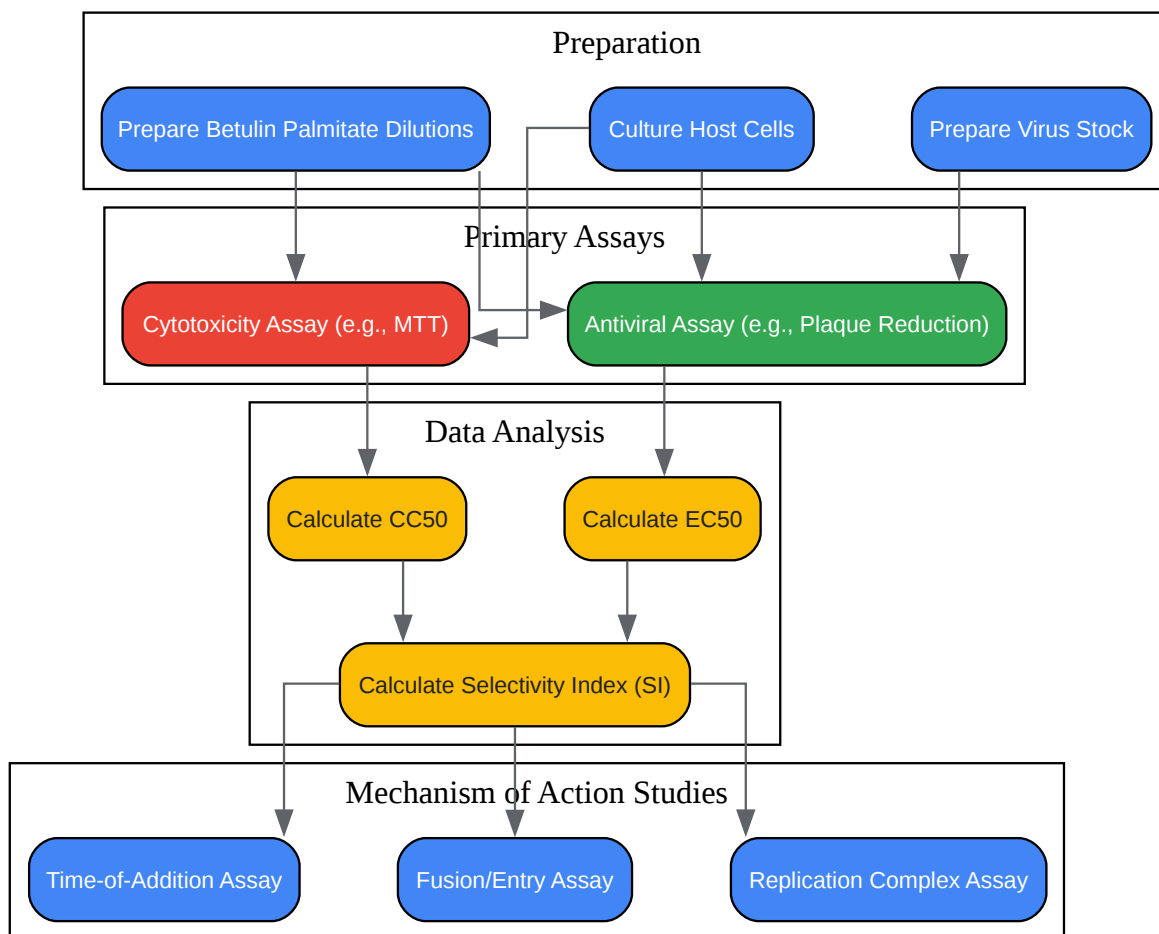 Preparation
Prepare Betulin Palmitate Dilutions
Culture Host Cells
Prepare Virus Stock
Primary Assays
Cytotoxicity Assay (e.g., MTT)
Antiviral Assay (e.g., Plaque Reduction)
Data Analysis
Calculate CC50
Calculate EC50
Calculate Selectivity Index (SI)
Mechanism of Action Studies
Time-of-Addition Assay
Fusion/Entry Assay
Replication Complex Assay